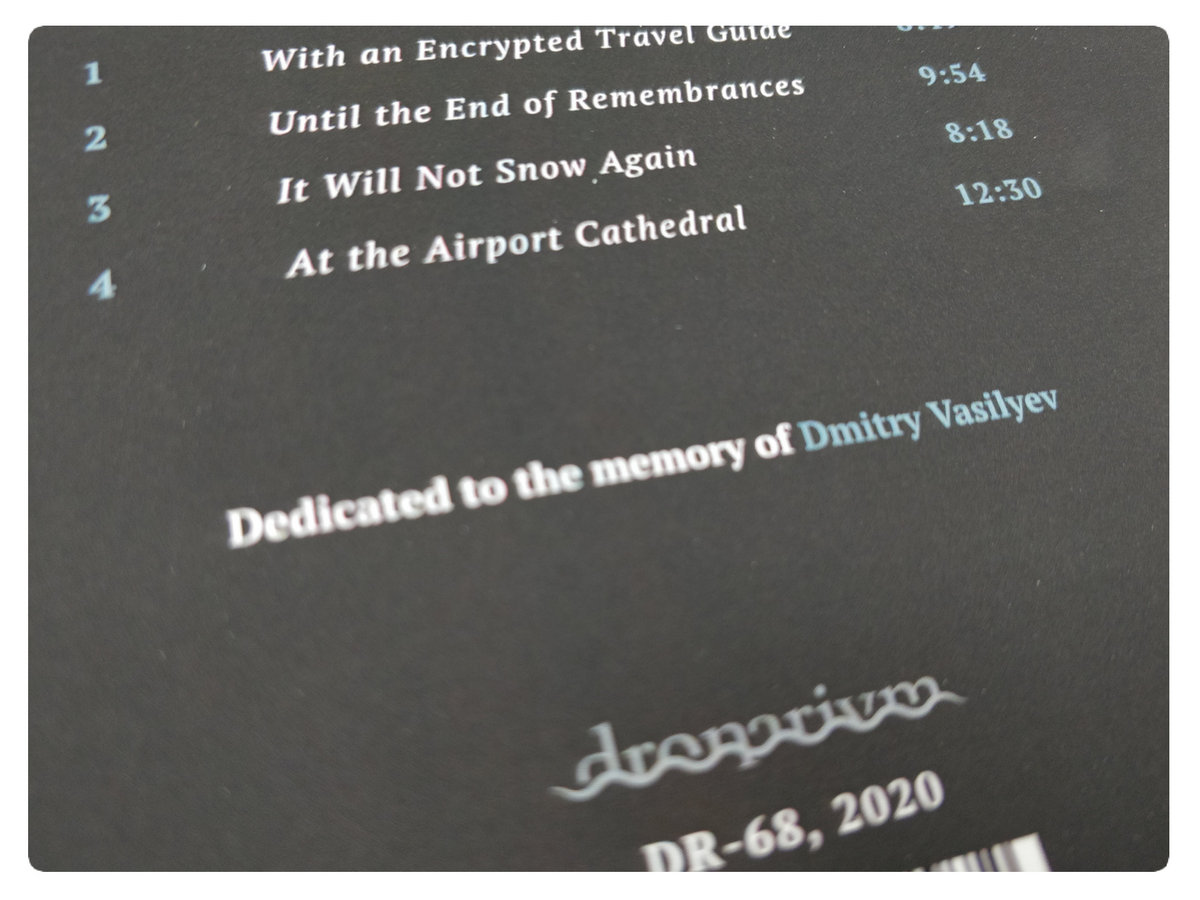 1 With an Encrypted Travel Guide
2 Until the End of Remembrances 9:54
3 It Will Not Snow Again 8:18
4 At the Airport Cathedral 12:30
Dedicated to the memory of Dmitry Vasilyev
dronarivm
DR-68, 2020